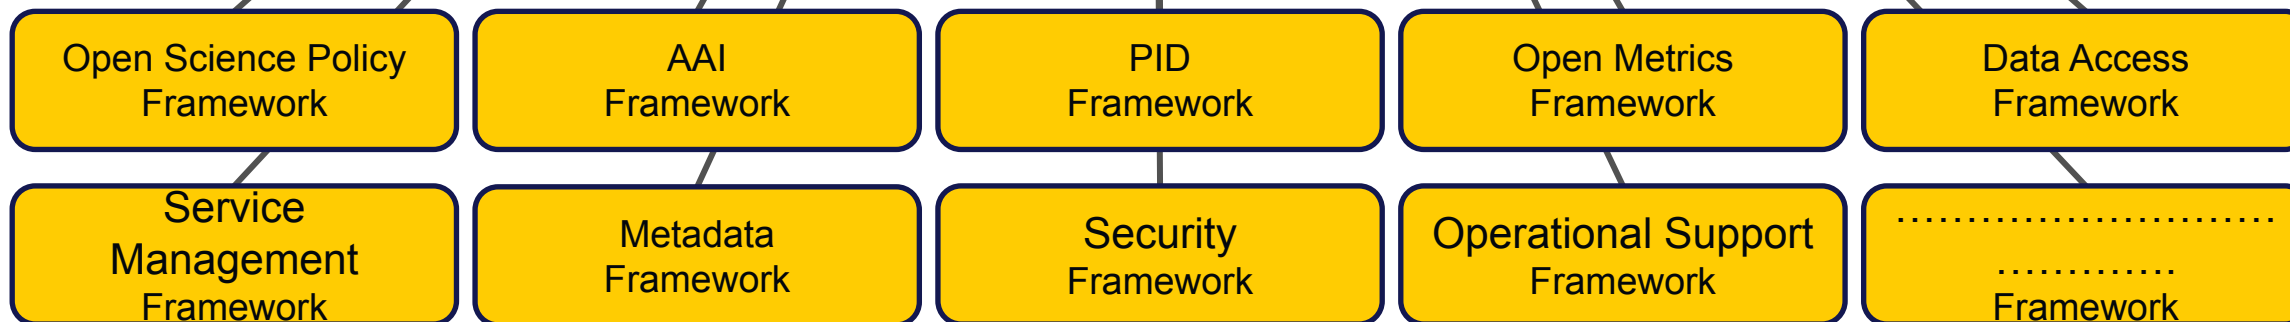 Open Science Policy
Framework
AAI
Framework
PID
Framework
Open Metrics
Framework
Data Access
Framework
Service
Management
Framework
Metadata
Framework
Security
Framework
Operational Support
Framework
...........................
.............
Framework